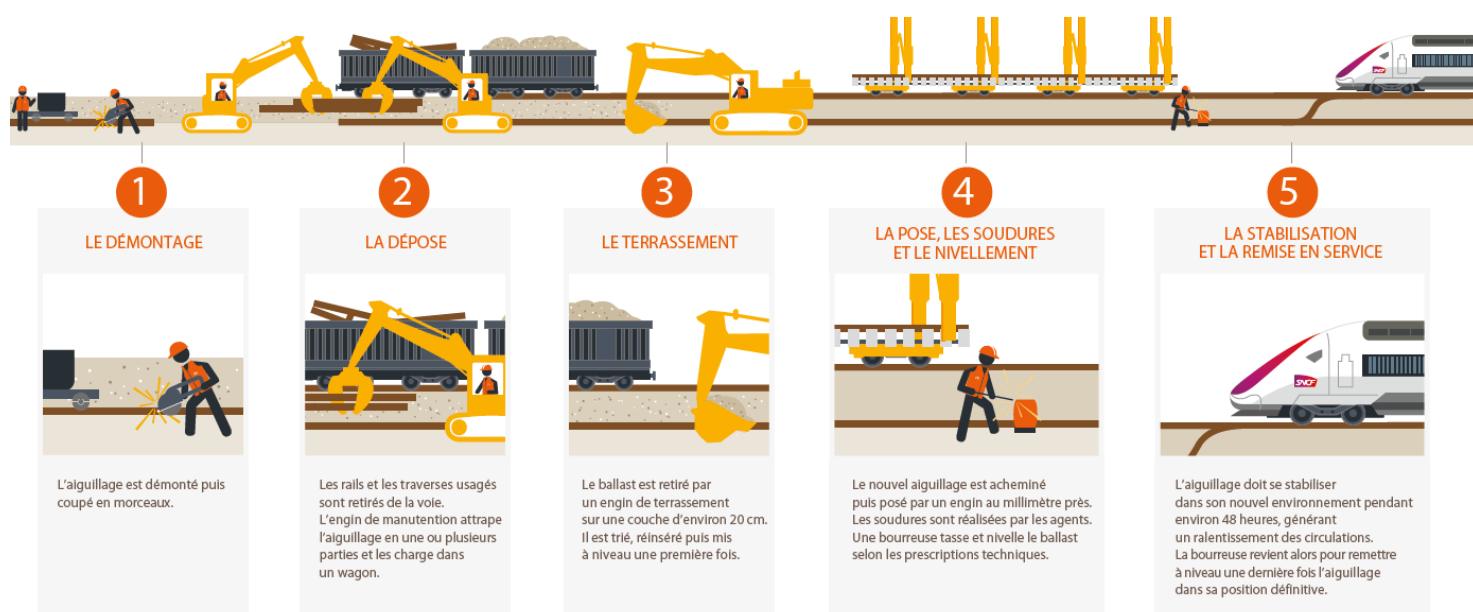 1
LE DÉMONTAGE
L'aiguillage est démonté puis
coupé en morceaux.
2
LA DÉPOSE
Les rails et les traverses usagés
sont retirés de la voie.
L'engin de manutention attrape
l'aiguillage en une ou plusieurs
parties et les charge dans
un wagon.
3
LE TERRASSEMENT
Le ballast est retiré par
un engin de terrassement
sur une couche d'environ 20 cm.
Il est trié, réinséré puis mis
à niveau une première fois.
4
LA POSE, LES SOUDURES
ET LE NIVELLEMENT
Le nouvel aiguillage est acheminé
puis posé par un engin au millimètre près.
Les soudures sont réalisées par les agents.
Une bourreuse tasse et nivelle le ballast
selon les prescriptions techniques.
5
LA STABILISATION
ET LA REMISE EN SERVICE
SNCF
SNCF
L'aiguillage doit se stabiliser
dans son nouvel environnement pendant
environ 48 heures, générant
un ralentissement des circulations.
La bourreuse revient alors pour remettre
à niveau une dernière fois l'aiguillage
dans sa position définitive.